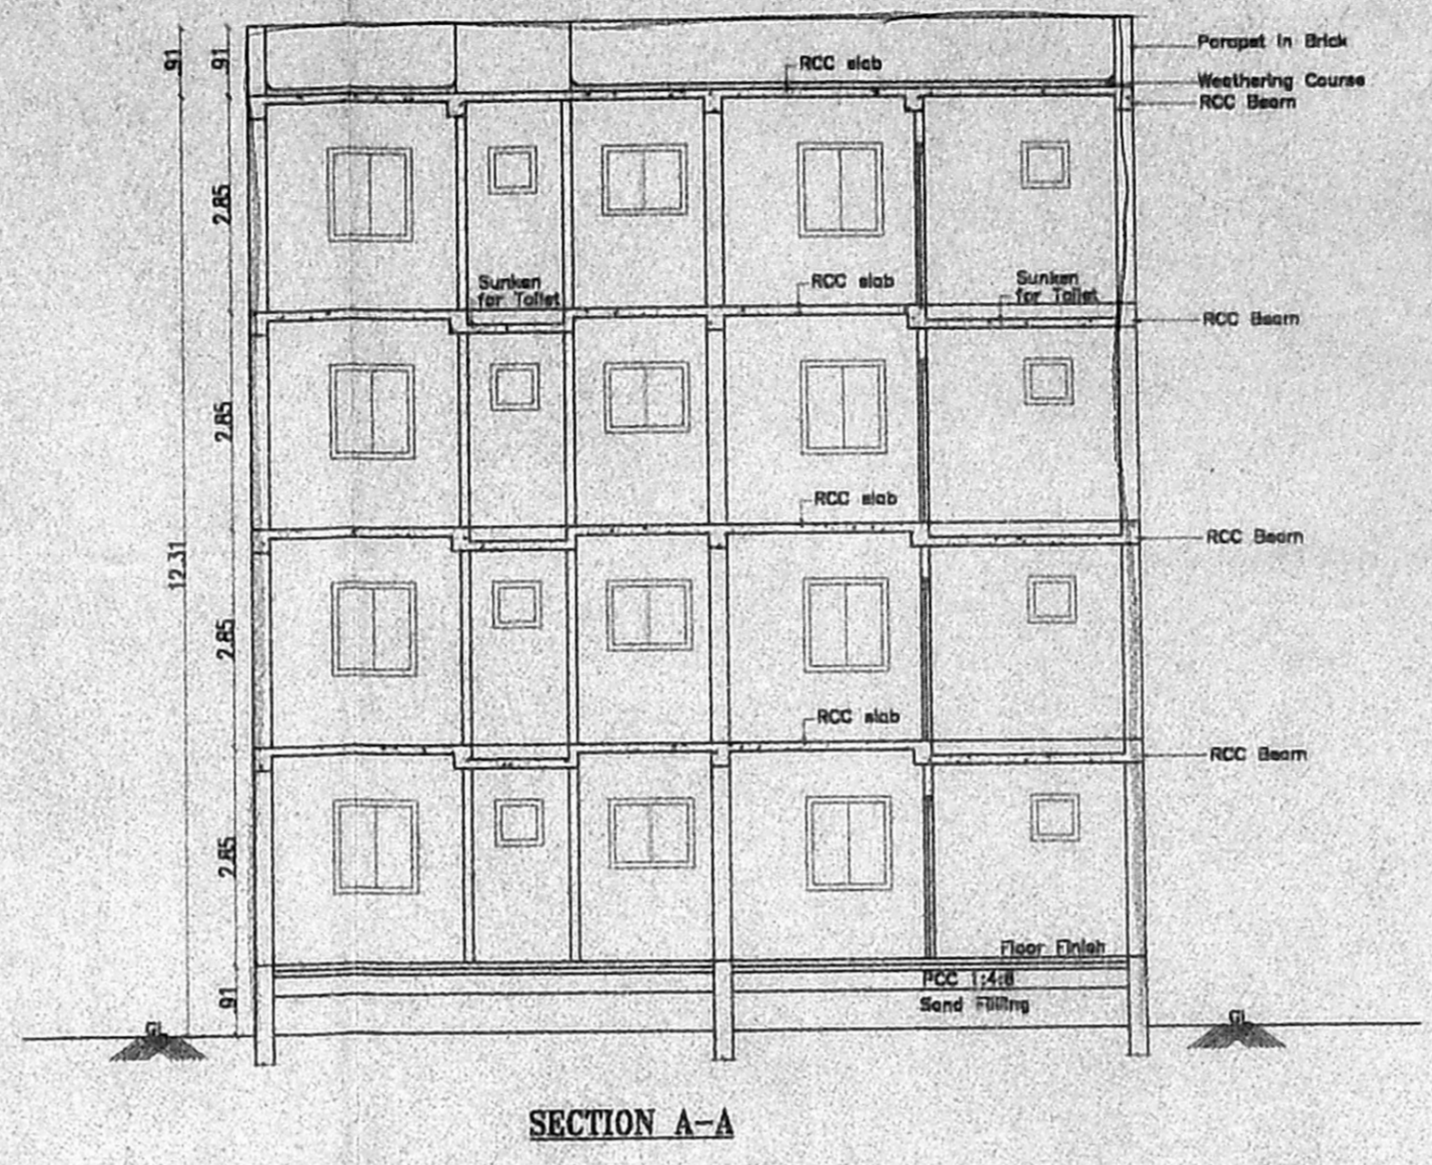 91
91
RCC slab
Parapet in Brick
Weathering Course
RCC Beam
2.85
Sunken
for Toilet
RCC slab
Sunken
for Toilet
RCC Beam
2.85
RCC slab
RCC Beam
12.31
2.85
RCC slab
RCC Beam
2.85
Floor Finish
PCC 1:4:8
Sand Filling
91
GL
GL
SECTION A-A